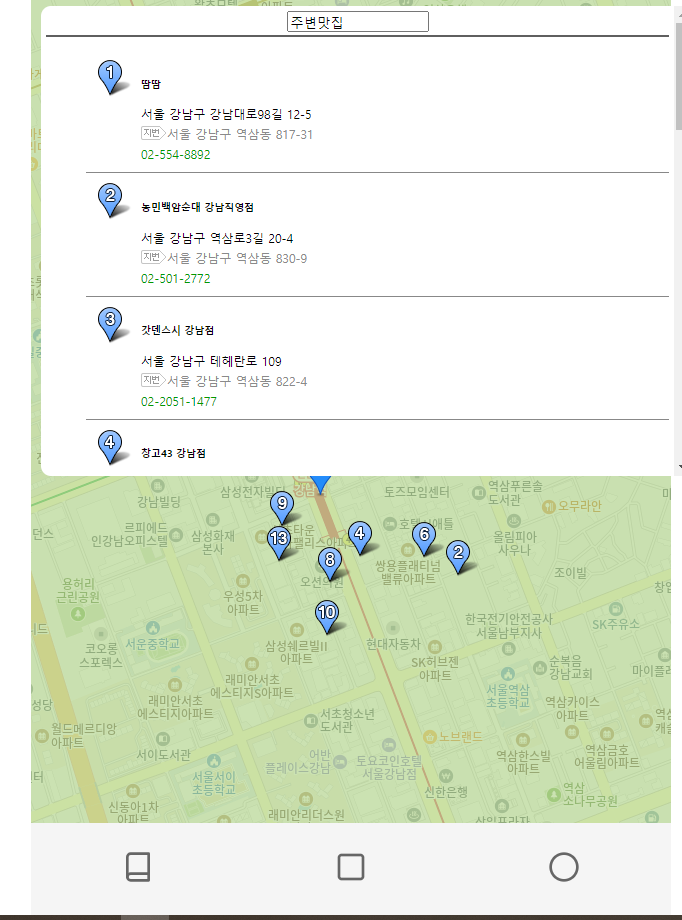 주변맛집
1
땀땀
서울 강남구 강남대로98길 12-5
지번 서울 강남구 역삼동 817-31
02-554-8892
2
농민백암순대 강남직영점
서울 강남구 역삼로3길 20-4
지번 서울 강남구 역삼동 830-9
02-501-2772
3
갓덴스시 강남점
서울 강남구 테헤란로 109
지번 서울 강남구 역삼동 822-4
02-2051-1477
4
창고43 강남점
강남빌딩
삼성전자빌딩
강남
토즈모임센터
역삼푸른솔
도서관
오무라안
9
르피에드
인강남오피스텔
삼성화재
본사
13
4
6
2
올림피아
사우나
8
오션의원
쌍용플래티넘
밸류아파트
조이빌
용허리
근린공원
우성5차
아파트
10
한국전기안전공사
서울남부지사
SK주유소
코오롱
스포렉스
서운중학교
삼성쉐르빌II
아파트
현대자동차
SK허브젠
아파트
순복음
강남교회
래미안서초
에스티지S아파트
서울역삼
초등학교
래미안서초
에스티지아파트
서초청소년
도서관
역삼카이스
아파트
월드메르디앙
아파트
서이도서관
노브랜드
어반
플레이스강남
토요코인호텔
서울강남점
역삼한스빌
아파트
역삼금호
어울림아파트
서울서이
초등학교
신한은행
신동아1차
아파트
래미안리더스원
역삼
소나무공원